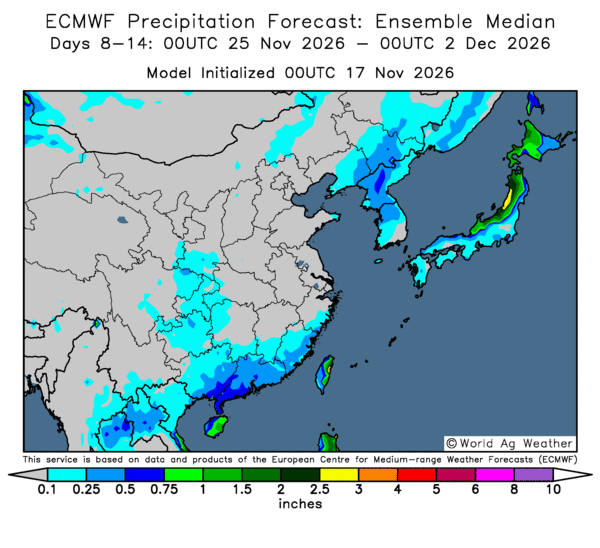 ECMWF Precipitation Forecast: Ensemble Median
Days 8-14: 00UTC 25 Nov 2026 - 00UTC 2 Dec 2026
Model Initialized 00UTC 17 Nov 2026
© World Ag Weather
This service is based on data and products of the European Centre for Medium-range Weather Forecasts (ECMWF)
0.1 0.25 0.5 0.75 1 1.5 2 2.5 3 4 5 6 8 10
inches